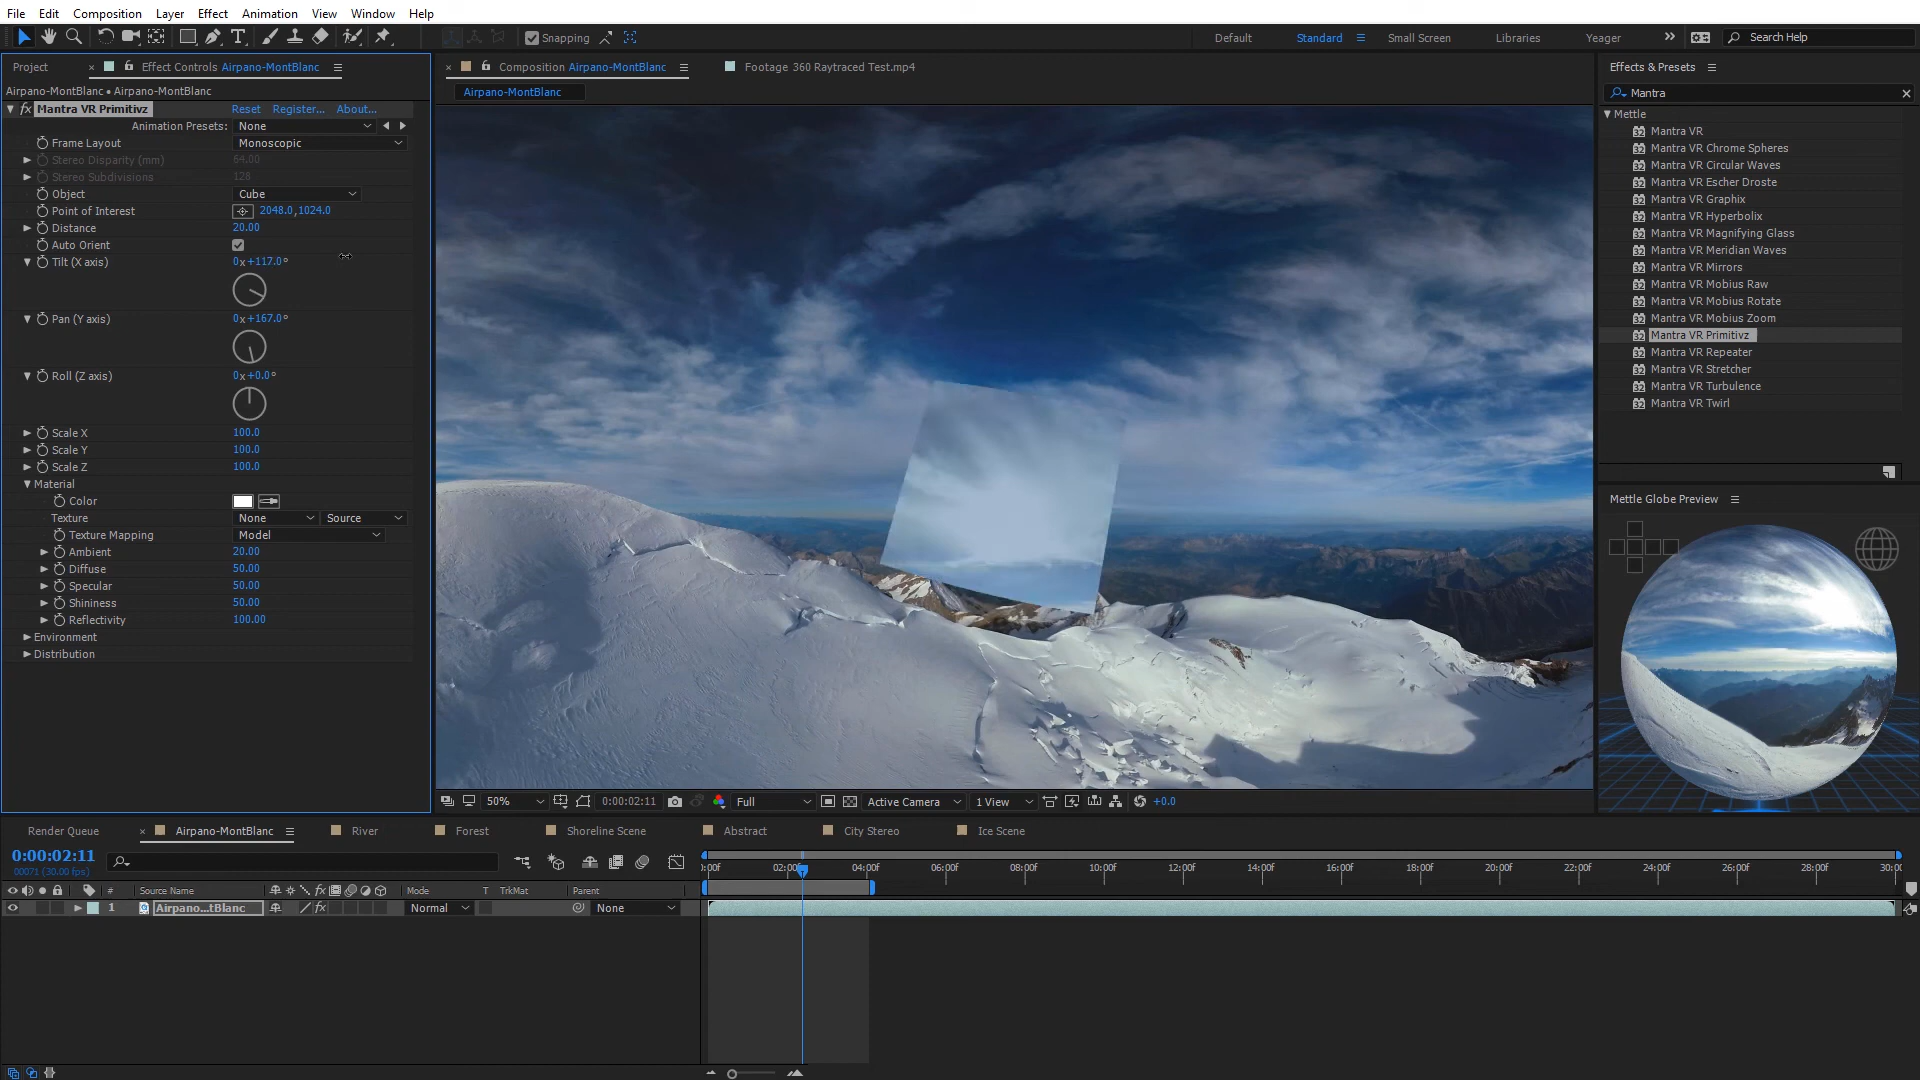 File Edit Composition Layer Effect Animation View Window Help
Snapping
Default Standard Small Screen Libraries Yeager Search Help
Project Effect Controls Airpano-MontBlanc
Composition Airpano-MontBlanc Footage 360 Raytraced Test.mp4
Airpano-MontBlanc • Airpano-MontBlanc
Airpano-MontBlanc
fx Mantra VR Primitivz Reset Register... About...
Animation Presets: None
Frame Layout Monoscopic
Stereo Disparity (mm) 64.00
Stereo Subdivisions 128
Object Cube
Point of Interest 2048.0,1024.0
Distance 20.00
Auto Orient
Tilt (X axis) 0x+117.0°
Pan (Y axis) 0x+167.0°
Roll (Z axis) 0x+0.0°
Scale X 100.0
Scale Y 100.0
Scale Z 100.0
Material
Color
Texture None Source
Texture Mapping Model
Ambient 20.00
Diffuse 50.00
Specular 50.00
Shininess 50.00
Reflectivity 100.00
Environment
Distribution
Effects & Presets
Mantra
Mettle
Mantra VR
Mantra VR Chrome Spheres
Mantra VR Circular Waves
Mantra VR Escher Droste
Mantra VR Graphix
Mantra VR Hyperbolix
Mantra VR Magnifying Glass
Mantra VR Meridian Waves
Mantra VR Mirrors
Mantra VR Mobius Raw
Mantra VR Mobius Rotate
Mantra VR Mobius Zoom
Mantra VR Primitivz
Mantra VR Repeater
Mantra VR Stretcher
Mantra VR Turbulence
Mantra VR Twirl
Mettle Globe Preview
50% 0:00:02:11 Full Active Camera 1 View +0.0
Render Queue Airpano-MontBlanc River Forest Shoreline Scene Abstract City Stereo Ice Scene
0:00:02:11
00071 (30.00 fps)
:00f 02:00f 04:00f 06:00f 08:00f 10:00f 12:00f 14:00f 16:00f 18:00f 20:00f 22:00f 24:00f 26:00f 28:00f 30:00
# Source Name fx Mode T TrkMat Parent
1 Airpano...tBlanc fx Normal None